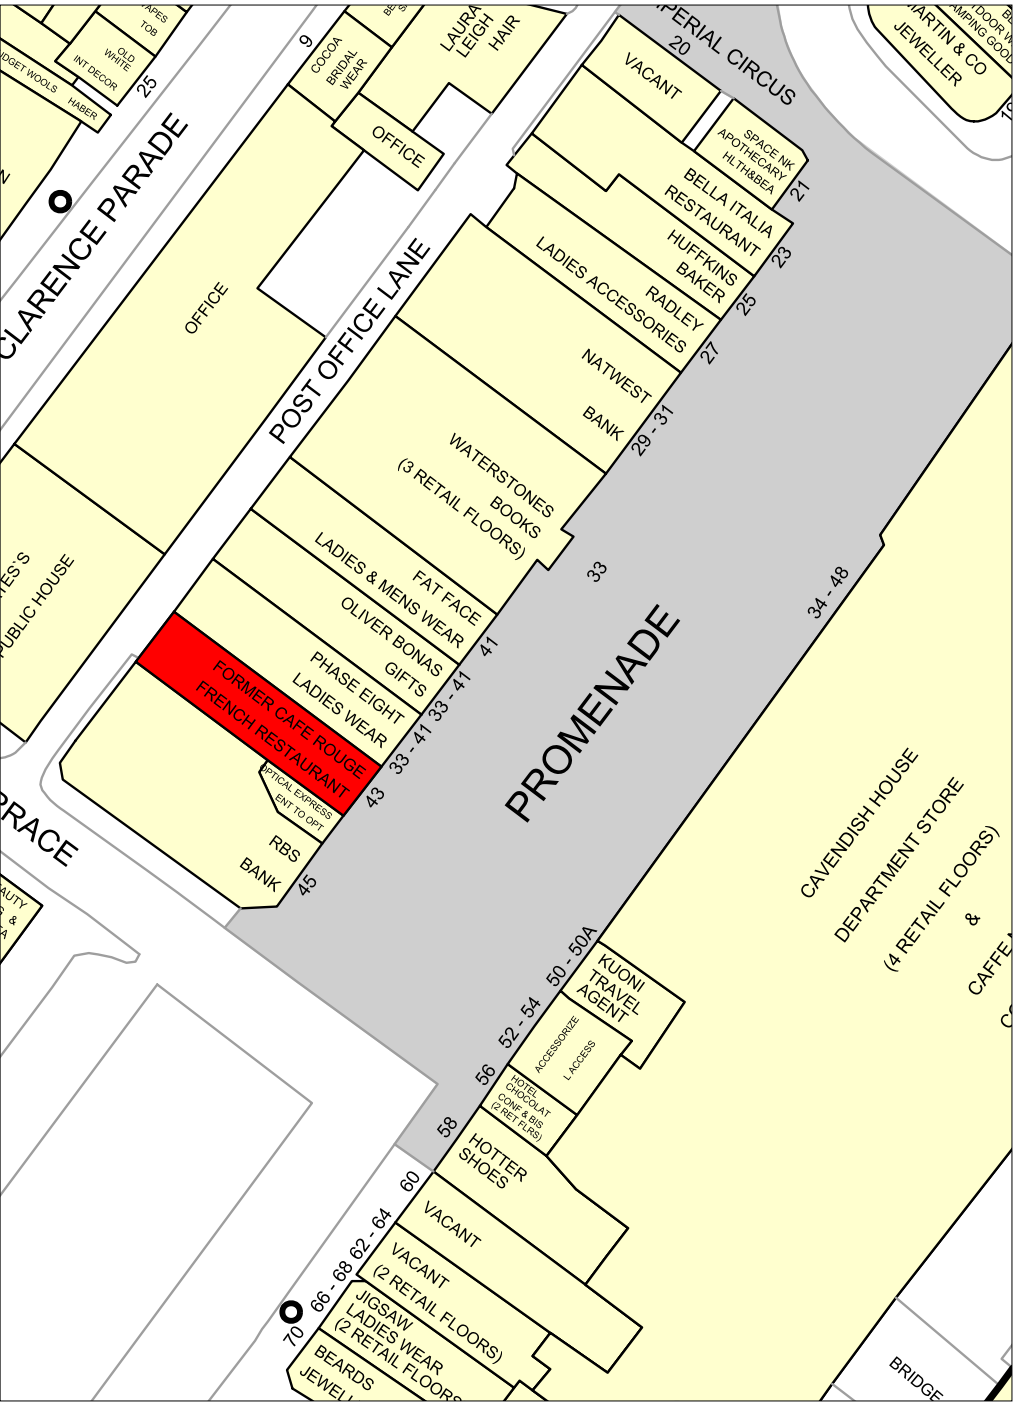 TOB
OLD
WHITE
INT DECOR
25
WOOLS
HABER
9
COCOA
BRIDAL
WEAR
LAURA
LEIGH
HAIR
OFFICE
CLARENCE PARADE
OFFICE
POST OFFICE LANE
PUBLIC HOUSE
IMPERIAL CIRCUS
20
VACANT
SPACE NK
APOTHECARY
HLTH&BEA
21
BELLA ITALIA
RESTAURANT
23
HUFFKINS
BAKER
25
RADLEY
LADIES ACCESSORIES
27
NATWEST
BANK
29 - 31
WATERSTONES
BOOKS
(3 RETAIL FLOORS)
33
FAT FACE
LADIES & MENS WEAR
41
OLIVER BONAS
GIFTS
33 - 41
PHASE EIGHT
LADIES WEAR
33 - 41
FORMER CAFE ROUGE
FRENCH RESTAURANT
43
OPTICAL EXPRESS
ENT TO OPT
RBS
BANK
45
PROMENADE
MARTIN & CO
JEWELLER
34 - 48
CAVENDISH HOUSE
DEPARTMENT STORE
(4 RETAIL FLOORS)
&
50 - 50A
KUONI
TRAVEL
AGENT
52 - 54
ACCESSORIZE
L ACCESS
56
HOTEL
CHOCOLAT
CONF & BIS
(2 RET FLRS)
58
HOTTER
SHOES
60
VACANT
62 - 64
VACANT
(2 RETAIL FLOORS)
66 - 68
JIGSAW
LADIES WEAR
(2 RETAIL FLOORS
70
BEARDS
JEWELL
BRIDGE